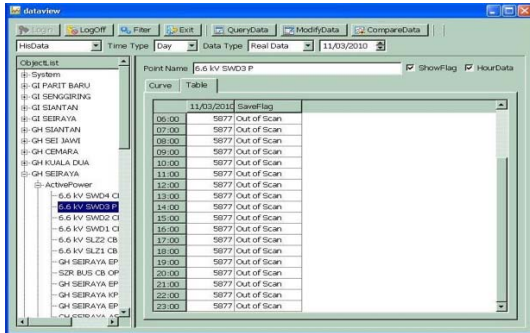 dataview
Login LogOff Filter Exit QueryData ModifyData CompareData
HisData Time Type Day Data Type Real Data 11/03/2010
ObjectList
System
GI PARIT BARU
GI SENGGIRING
GI SIANTAN
GI SEIRAYA
GH SIANTAN
GH SEI JAWI
GH CEMARA
GH KUALA DUA
GH SEIRAYA
ActivePower
6.6 kV SWD4 CI
6.6 kV SWD3 P
6.6 kV SWD2 CI
6.6 kV SWD1 CI
6.6 kV SLZ2 CB
6.6 kV SLZ1 CB
GH SEIRAYA EP
SZR BUS CB OP
GH SEIRAYA EP
GH SEIRAYA KP
GH SEIRAYA EP
GH SEIRAYA EP
Point Name 6.6 kV SWD3 P ShowFlag HourData
Curve Table
11/03/2010 SaveFlag
06:00 5877 Out of Scan
07:00 5877 Out of Scan
08:00 5877 Out of Scan
09:00 5877 Out of Scan
10:00 5877 Out of Scan
11:00 5877 Out of Scan
12:00 5877 Out of Scan
13:00 5877 Out of Scan
14:00 5877 Out of Scan
15:00 5877 Out of Scan
16:00 5877 Out of Scan
17:00 5877 Out of Scan
18:00 5877 Out of Scan
19:00 5877 Out of Scan
20:00 5877 Out of Scan
21:00 5877 Out of Scan
22:00 5877 Out of Scan
23:00 5877 Out of Scan